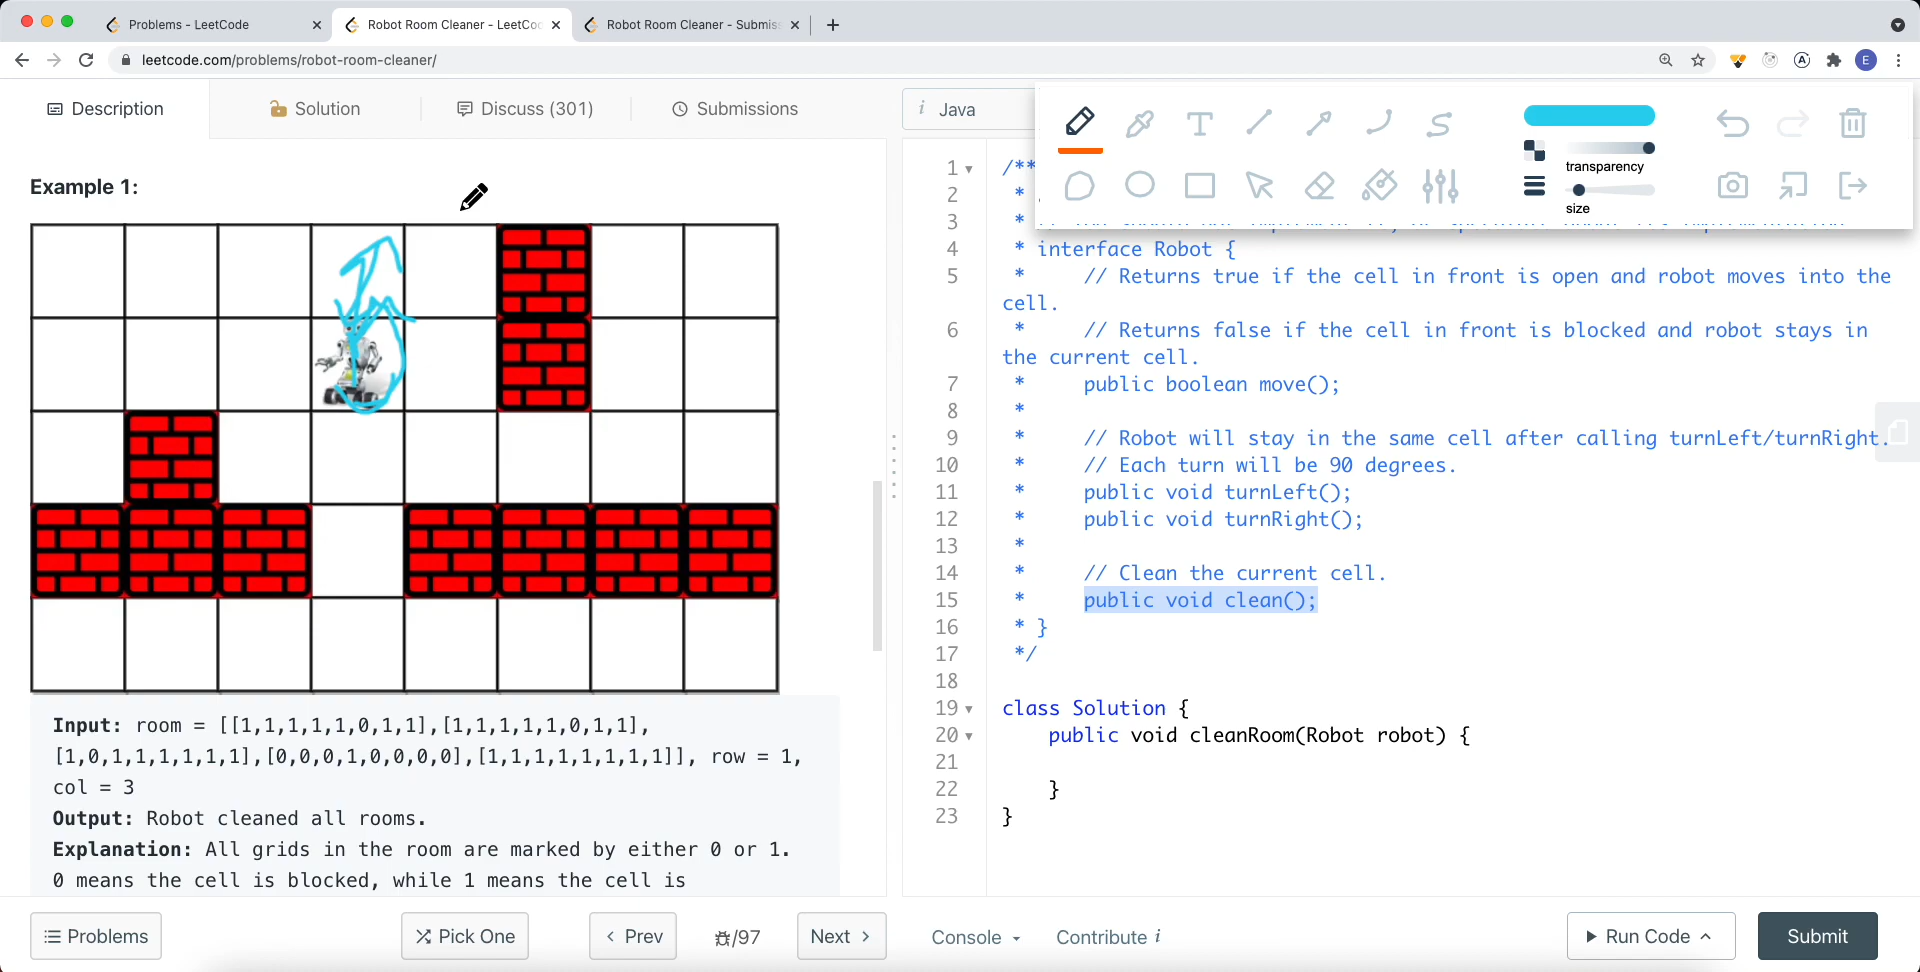 Problems - LeetCode
Robot Room Cleaner - LeetCo
Robot Room Cleaner - Submis
leetcode.com/problems/robot-room-cleaner/
E
Description
Solution
Discuss (301)
Submissions
i Java
transparency
size
Example 1:
Input: room = [[1,1,1,1,1,0,1,1],[1,1,1,1,1,0,1,1],
[1,0,1,1,1,1,1,1],[0,0,0,1,0,0,0,0],[1,1,1,1,1,1,1,1]], row = 1,
col = 3
Output: Robot cleaned all rooms.
Explanation: All grids in the room are marked by either 0 or 1.
0 means the cell is blocked, while 1 means the cell is
1 /**
2 *
3 *
4 * interface Robot {
5 * // Returns true if the cell in front is open and robot moves into the
cell.
6 * // Returns false if the cell in front is blocked and robot stays in
the current cell.
7 * public boolean move();
8 *
9 * // Robot will stay in the same cell after calling turnLeft/turnRight.
10 * // Each turn will be 90 degrees.
11 * public void turnLeft();
12 * public void turnRight();
13 *
14 * // Clean the current cell.
15 * public void clean();
16 * }
17 */
18
19 class Solution {
20 public void cleanRoom(Robot robot) {
21
22 }
23 }
Problems
Pick One
Prev
/97
Next
Console
Contribute i
Run Code
Submit